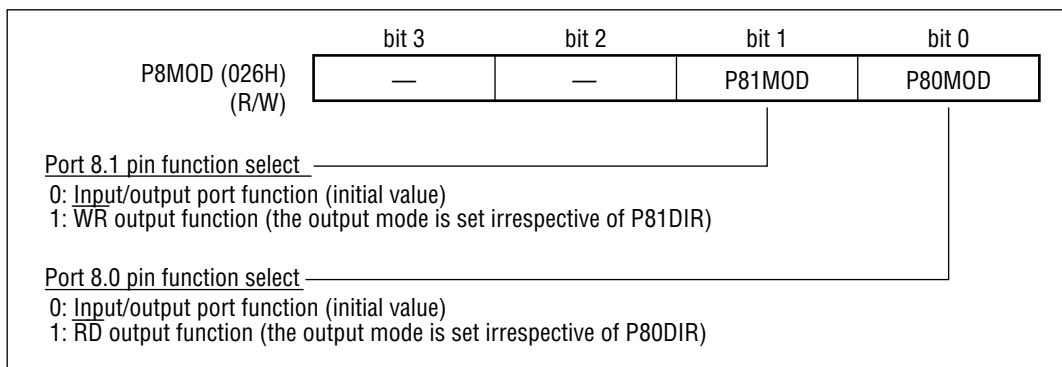 bit 3 bit 2 bit 1 bit 0
P8MOD (026H) — — P81MOD P80MOD
(R/W)
Port 8.1 pin function select
0: Input/output port function (initial value)
1: W̅R̅ output function (the output mode is set irrespective of P81DIR)
Port 8.0 pin function select
0: Input/output port function (initial value)
1: R̅D̅ output function (the output mode is set irrespective of P80DIR)